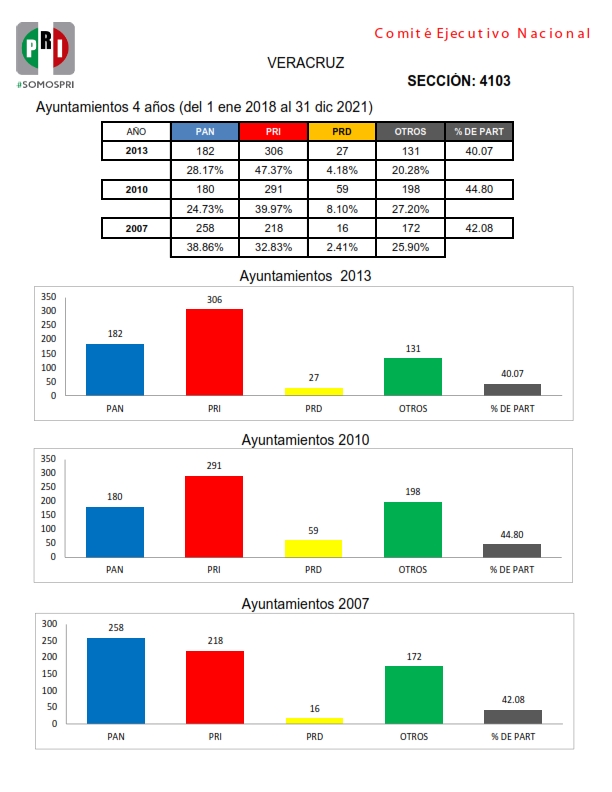 Comité Ejecutivo Nacional
PRI
#SOMOSPRI
VERACRUZ
SECCIÓN: 4103
Ayuntamientos 4 años (del 1 ene 2018 al 31 dic 2021)
AÑO PAN PRI PRD OTROS % DE PART
2013 182 306 27 131 40.07
28.17% 47.37% 4.18% 20.28%
2010 180 291 59 198 44.80
24.73% 39.97% 8.10% 27.20%
2007 258 218 16 172 42.08
38.86% 32.83% 2.41% 25.90%
Ayuntamientos 2013
350
300
250
200
150
100
50
0
182 306 27 131 40.07
PAN PRI PRD OTROS % DE PART
Ayuntamientos 2010
350
300
250
200
150
100
50
0
180 291 59 198 44.80
PAN PRI PRD OTROS % DE PART
Ayuntamientos 2007
300
250
200
150
100
50
0
258 218 16 172 42.08
PAN PRI PRD OTROS % DE PART